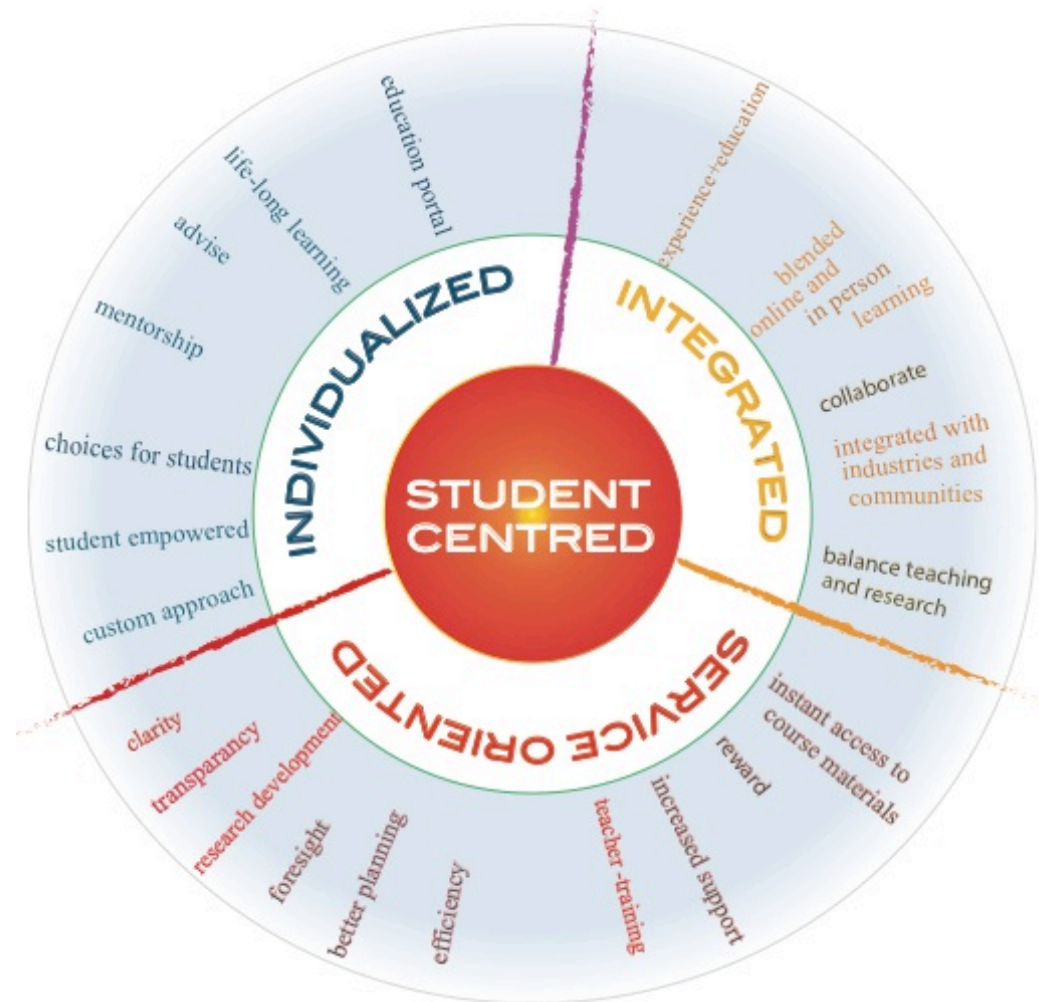 STUDENT
CENTRED
INDIVIDUALIZED
education portal
life-long learning
advise
mentorship
choices for students
student empowered
custom approach
INTEGRATED
experience+education
blended
online and
in person
learning
collaborate
integrated with
industries and
communities
balance teaching
and research
SERVICE ORIENTED
instant access to
course materials
reward
increased support
teacher -training
efficiency
better planning
foresight
research development
transparancy
clarity